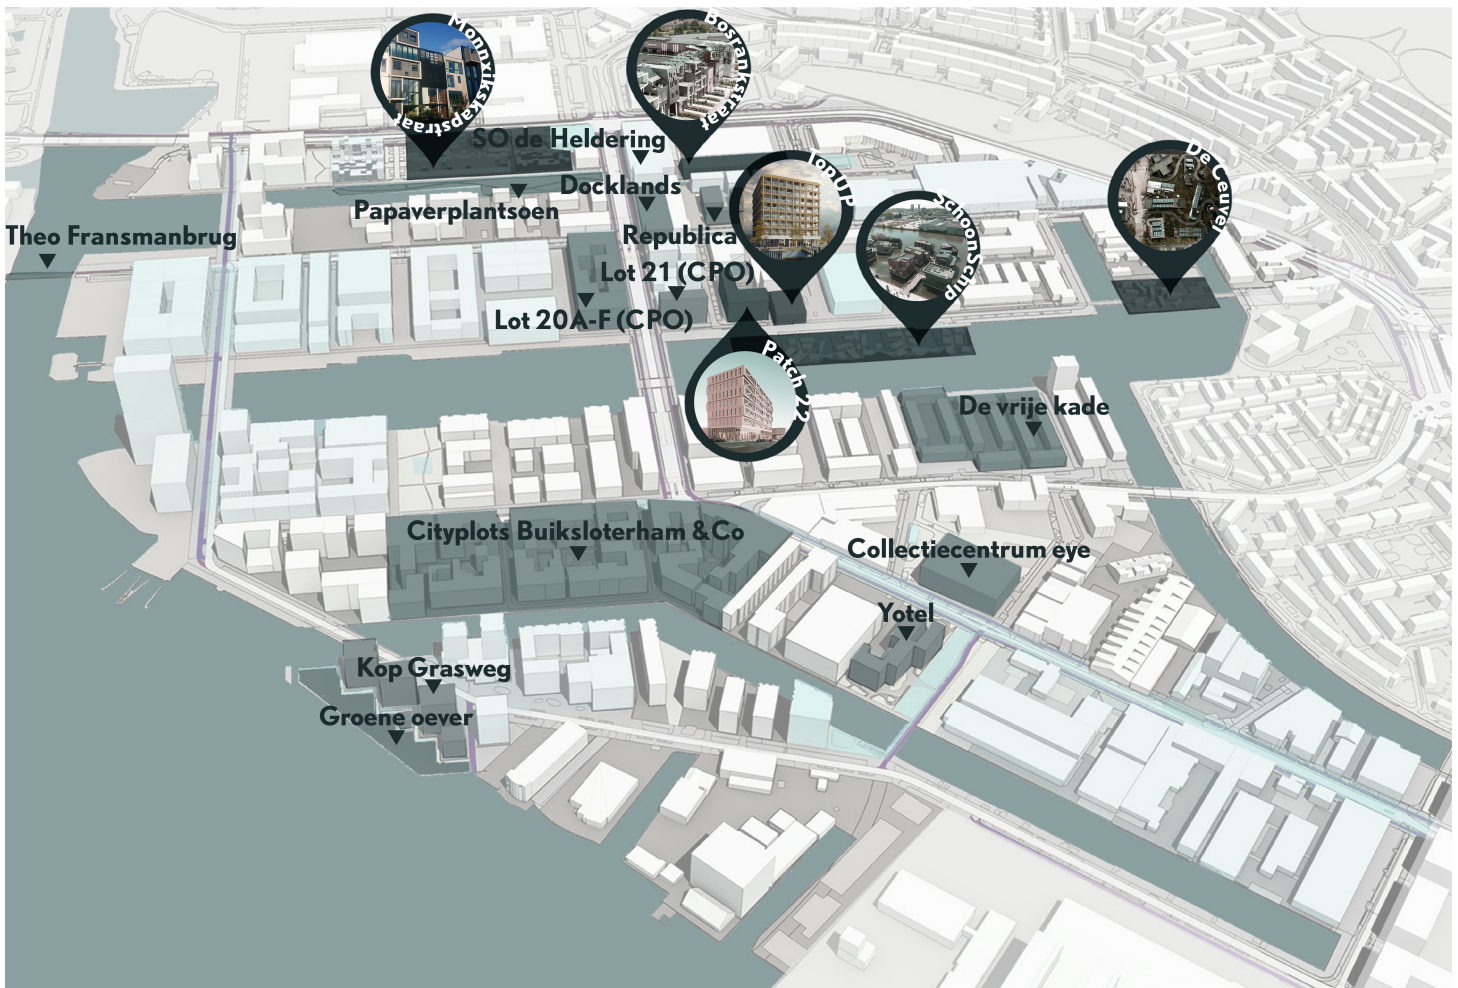 Monnxikskapstraat
Bosrankstraat
SO de Heldering
TopUP
De Ceuvel
Docklands
Papaverplantsoen
SchoonSchip
Theo Fransmanbrug
Republica
Lot 21 (CPO)
Lot 20A-F (CPO)
Patch 22
De vrije kade
Cityplots Buiksloterham &Co
Collectiecentrum eye
Yotel
Kop Grasweg
Groene oever